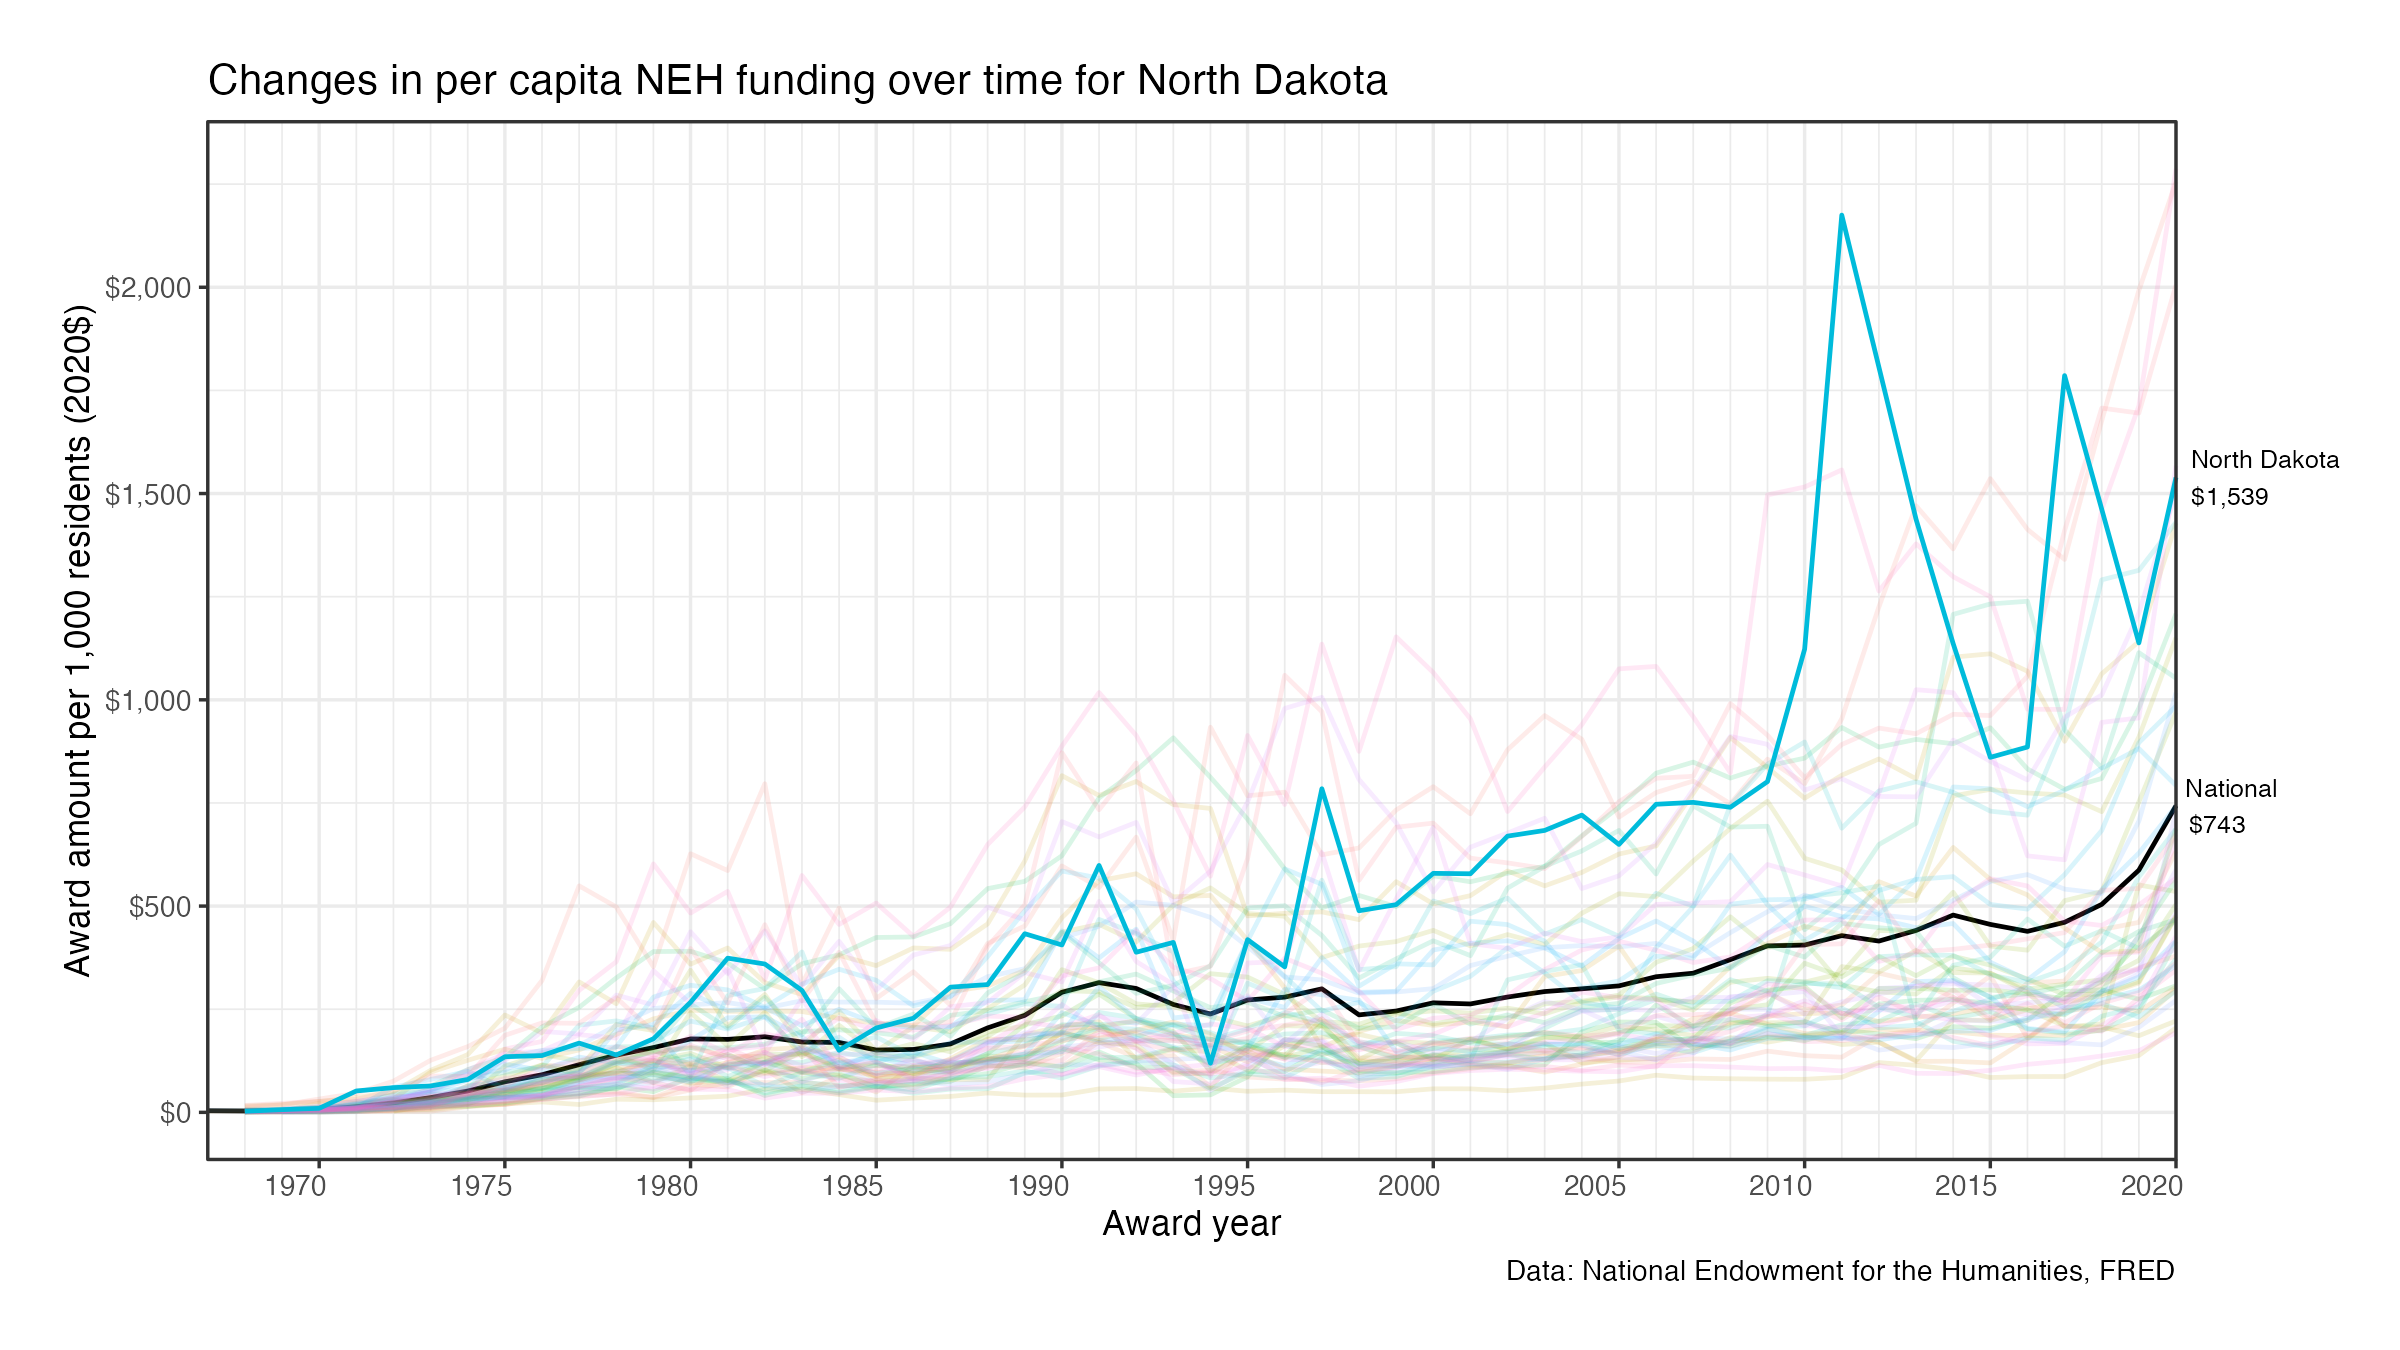 Changes in per capita NEH funding over time for North Dakota
Award amount per 1,000 residents (2020$)
$2,000
$1,500
$1,000
$500
$0
North Dakota
$1,539
National
$743
1970 1975 1980 1985 1990 1995 2000 2005 2010 2015 2020
Award year
Data: National Endowment for the Humanities, FRED